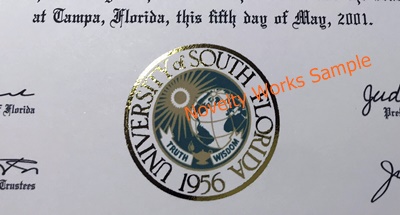 at Tampa, Florida, this fifth day of May, 2001.
UNIVERSITY of SOUTH FLORIDA
Novelty Works Sample
of Florida
TRUTH WISDOM
1956
Trustees